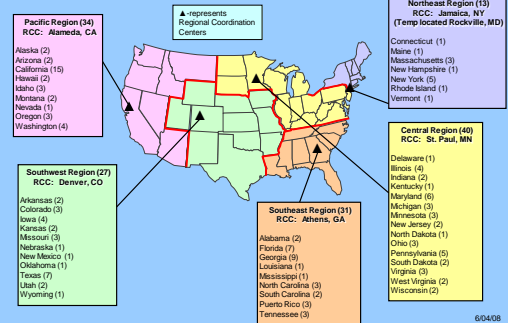 Pacific Region (34)
RCC: Alameda, CA
Alaska (2)
Arizona (2)
California (15)
Hawaii (2)
Idaho (3)
Montana (2)
Nevada (1)
Oregon (3)
Washington (4)
▲-represents
Regional Coordination
Centers
Northeast Region (13)
RCC: Jamaica, NY
(Temp located Rockville, MD)
Connecticut (1)
Maine (1)
Massachusetts (3)
New Hampshire (1)
New York (5)
Rhode Island (1)
Vermont (1)
Southwest Region (27)
RCC: Denver, CO
Arkansas (2)
Colorado (3)
Iowa (4)
Kansas (2)
Missouri (3)
Nebraska (1)
New Mexico (1)
Oklahoma (1)
Texas (7)
Utah (2)
Wyoming (1)
Southeast Region (31)
RCC: Athens, GA
Alabama (2)
Florida (7)
Georgia (9)
Louisiana (1)
Mississippi (1)
North Carolina (3)
South Carolina (2)
Puerto Rico (3)
Tennessee (3)
Central Region (40)
RCC: St. Paul, MN
Delaware (1)
Illinois (4)
Indiana (2)
Kentucky (1)
Maryland (6)
Michigan (3)
Minnesota (3)
New Jersey (2)
North Dakota (1)
Ohio (3)
Pennsylvania (5)
South Dakota (2)
Virginia (3)
West Virginia (2)
Wisconsin (2)
6/04/08